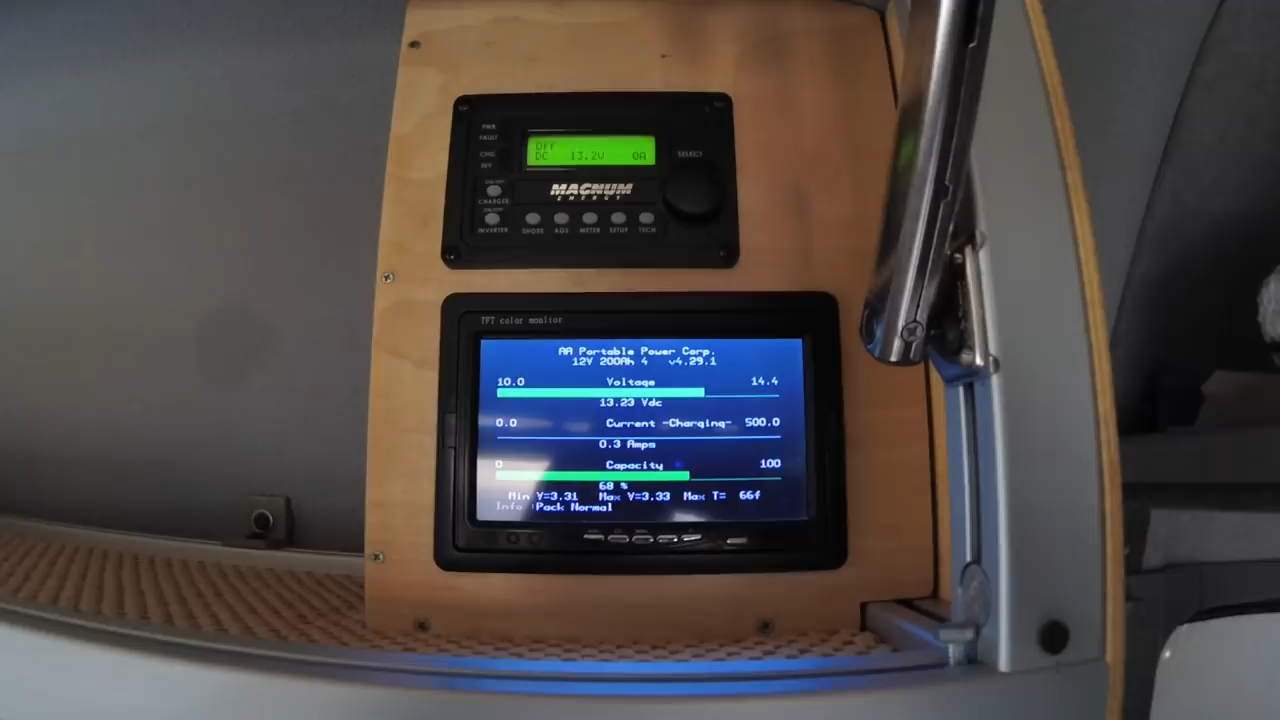 PWR
FAULT
CHG
INV
OFF
DC 13.2V 0A
SELECT
ON/OFF
CHARGER
ON/OFF
INVERTER
MAGNUM
ENERGY
SHORE AGS METER SETUP TECH
TFT color monitor
AA Portable Power Corp.
12V 200Ah 4 v4.29.1
10.0 Voltage 14.4
13.23 Vdc
0.0 Current -Charging- 500.0
0.3 Amps
0 Capacity 100
68 %
Min V=3.31 Max V=3.33 Max T= 66f
Info :Pack Normal